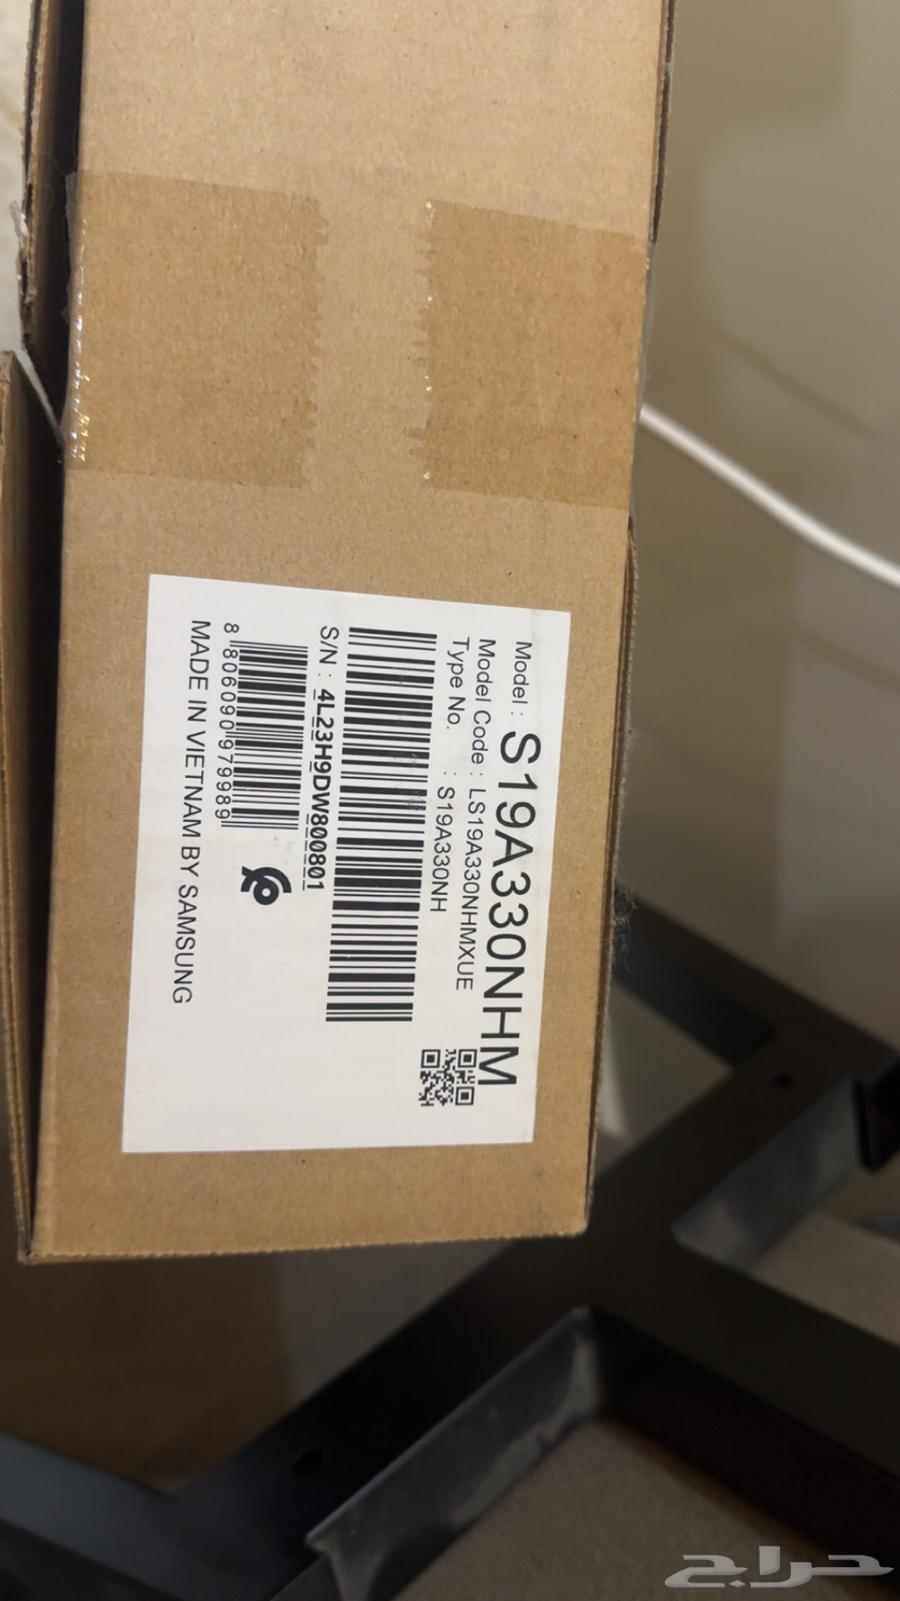 Model : S19A330NHM
Model Code : LS19A330NHMXUE
Type No. : S19A330NH
S/N : 4L23H9DW800801
8 806090 979989
MADE IN VIETNAM BY SAMSUNG
حراج